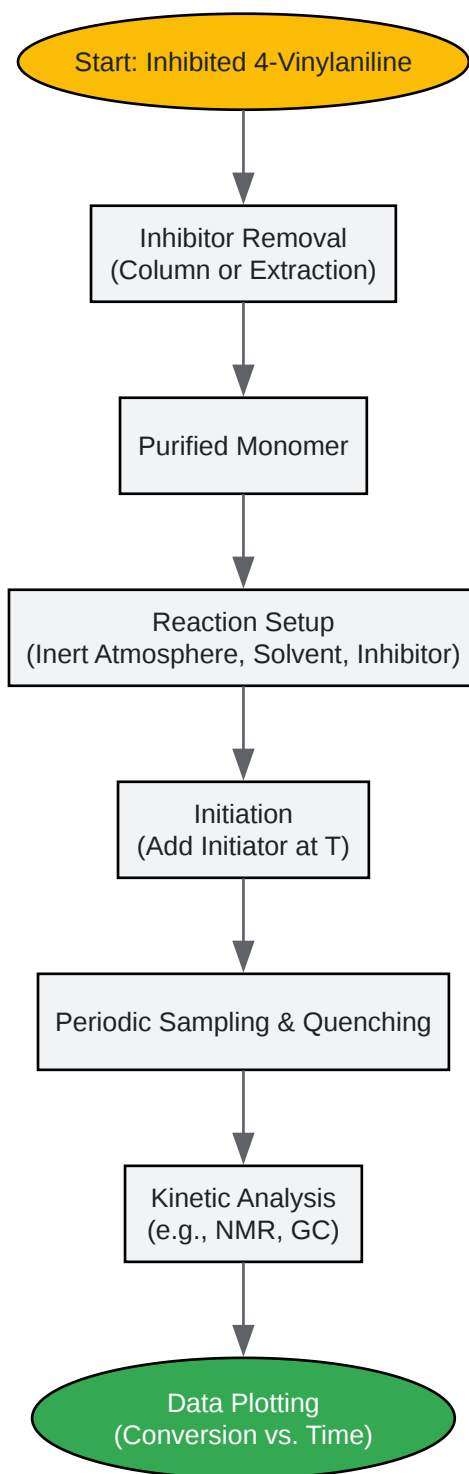 Start: Inhibited 4-Vinylaniline
Inhibitor Removal
(Column or Extraction)
Purified Monomer
Reaction Setup
(Inert Atmosphere, Solvent, Inhibitor)
Initiation
(Add Initiator at T)
Periodic Sampling & Quenching
Kinetic Analysis
(e.g., NMR, GC)
Data Plotting
(Conversion vs. Time)